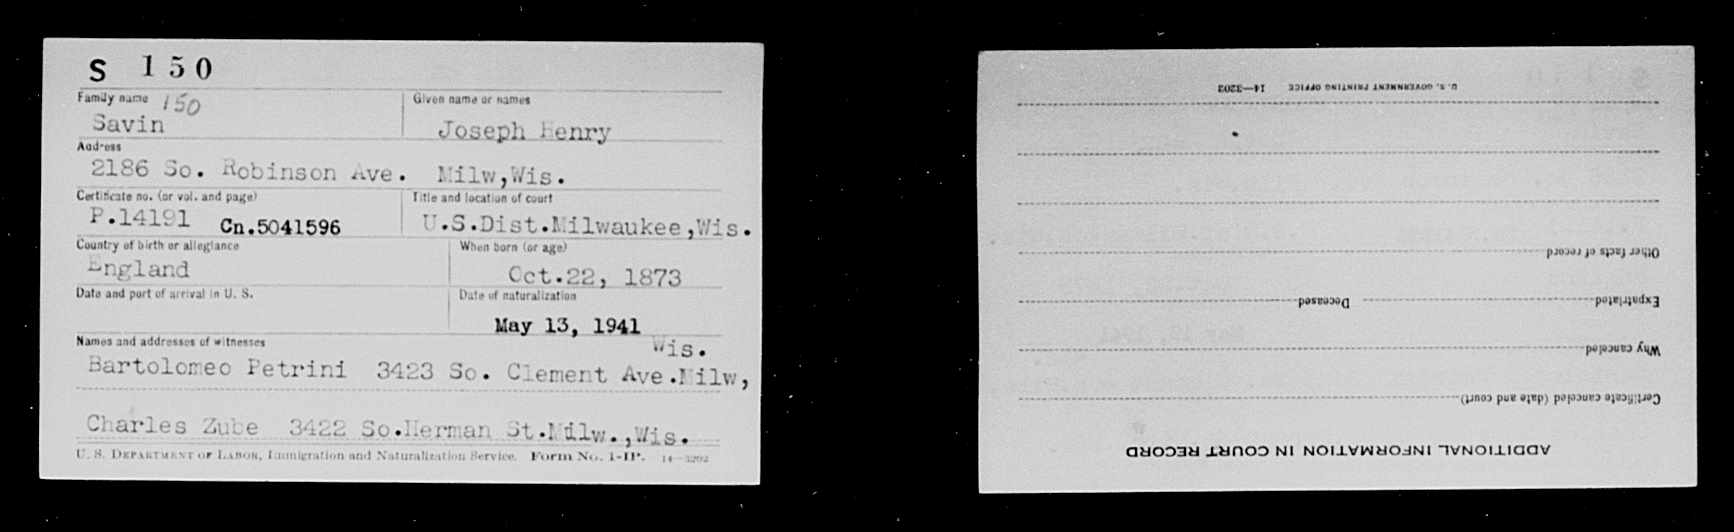 S 150
Family name 150 Given name or names
Savin Joseph Henry
Address
2186 So. Robinson Ave. Milw,Wis.
Certificate no. (or vol. and page) Title and location of court
P.14191 Cn.5041596 U.S.Dist.Milwaukee,Wis.
Country of birth or allegiance When born (or age)
England Oct.22, 1873
Date and port of arrival in U. S. Date of naturalization
May 13, 1941
Names and addresses of witnesses Wis.
Bartolomeo Petrini 3423 So. Clement Ave.Milw,
Charles Zube 3422 So.Herman St.Milw.,Wis.
U. S. DEPARTMENT OF LABOR, Immigration and Naturalization Service. Form No. 1-IP. 14—3202
ADDITIONAL INFORMATION IN COURT RECORD
Certificate canceled (date and court)
Why canceled
Expatriated Deceased
Other facts of record
U. S. GOVERNMENT PRINTING OFFICE 14—3202